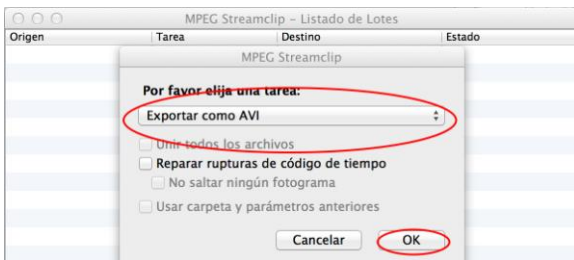 MPEG Streamclip – Listado de Lotes
Origen Tarea Destino Estado
MPEG Streamclip
Por favor elija una tarea:
Exportar como AVI
Unir todos los archivos
Reparar rupturas de código de tiempo
No saltar ningún fotograma
Usar carpeta y parámetros anteriores
Cancelar OK